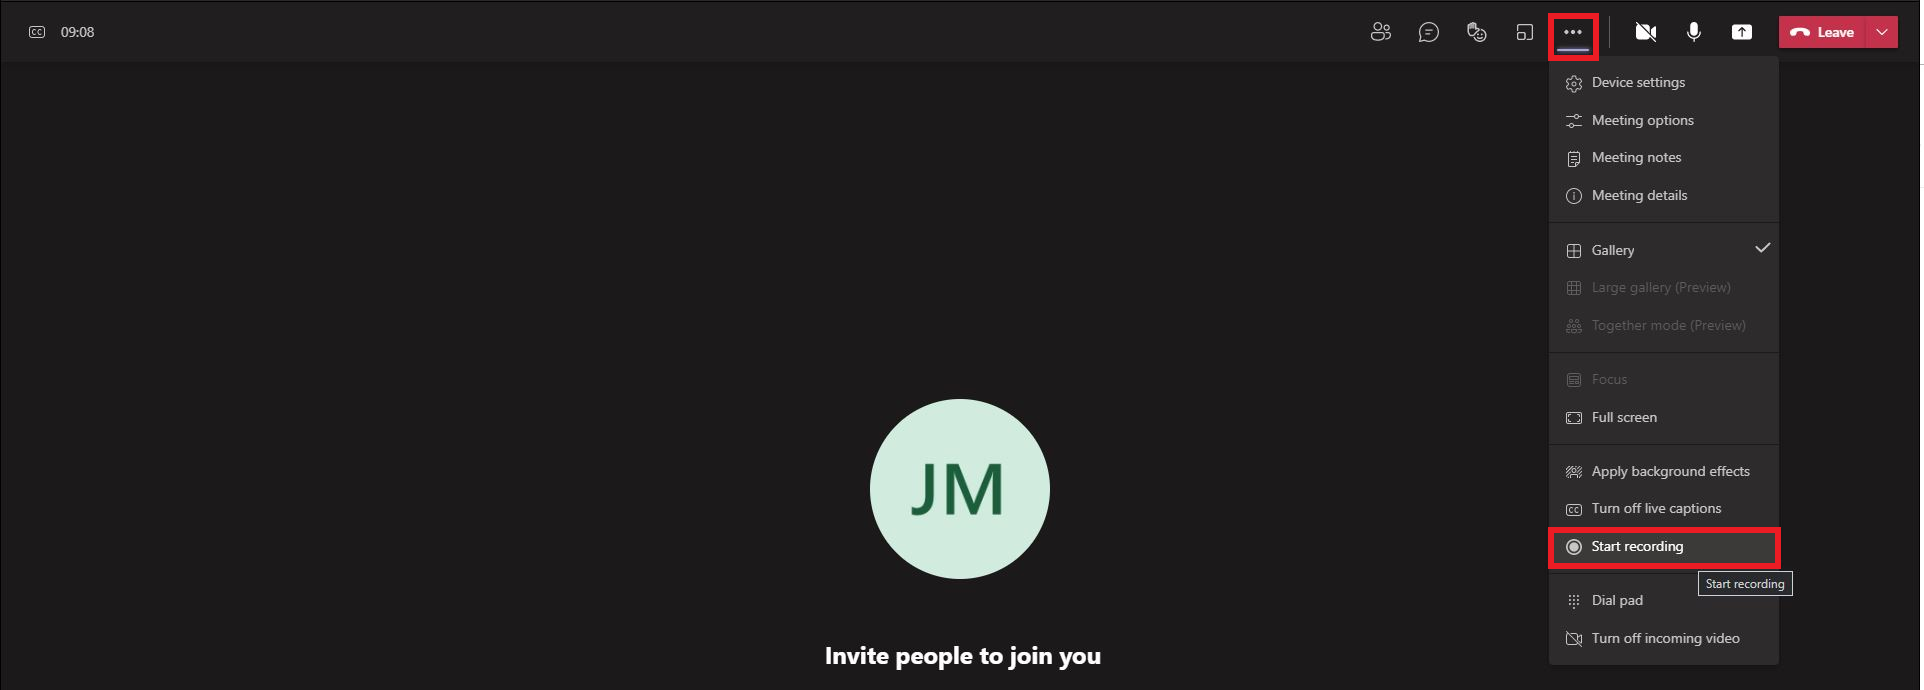 CC 09:08
Leave
Device settings
Meeting options
Meeting notes
Meeting details
Gallery
Large gallery (Preview)
Together mode (Preview)
Focus
Full screen
Apply background effects
CC Turn off live captions
Start recording
Start recording
Dial pad
Turn off incoming video
JM
Invite people to join you